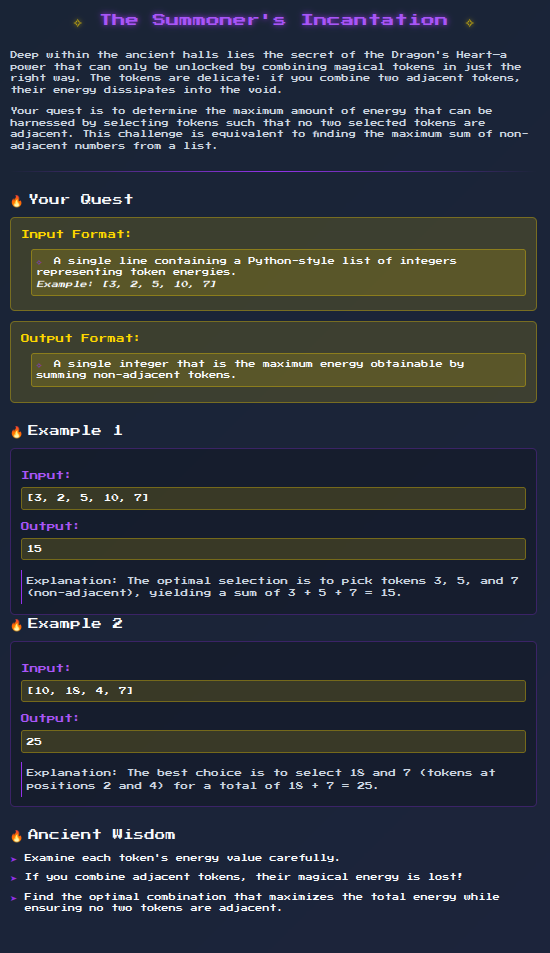 The Summoner's Incantation
Deep within the ancient halls lies the secret of the Dragon's Heart—a
power that can only be unlocked by combining magical tokens in just the
right way. The tokens are delicate: if you combine two adjacent tokens,
their energy dissipates into the void.
Your quest is to determine the maximum amount of energy that can be
harnessed by selecting tokens such that no two selected tokens are
adjacent. This challenge is equivalent to finding the maximum sum of non-
adjacent numbers from a list.
Your Quest
Input Format:
A single line containing a Python-style list of integers
representing token energies.
Example: [3, 2, 5, 10, 7]
Output Format:
A single integer that is the maximum energy obtainable by
summing non-adjacent tokens.
Example 1
Input:
[3, 2, 5, 10, 7]
Output:
15
Explanation: The optimal selection is to pick tokens 3, 5, and 7
(non-adjacent), yielding a sum of 3 + 5 + 7 = 15.
Example 2
Input:
[10, 18, 4, 7]
Output:
25
Explanation: The best choice is to select 18 and 7 (tokens at
positions 2 and 4) for a total of 18 + 7 = 25.
Ancient Wisdom
➤ Examine each token's energy value carefully.
➤ If you combine adjacent tokens, their magical energy is lost!
➤ Find the optimal combination that maximizes the total energy while
ensuring no two tokens are adjacent.